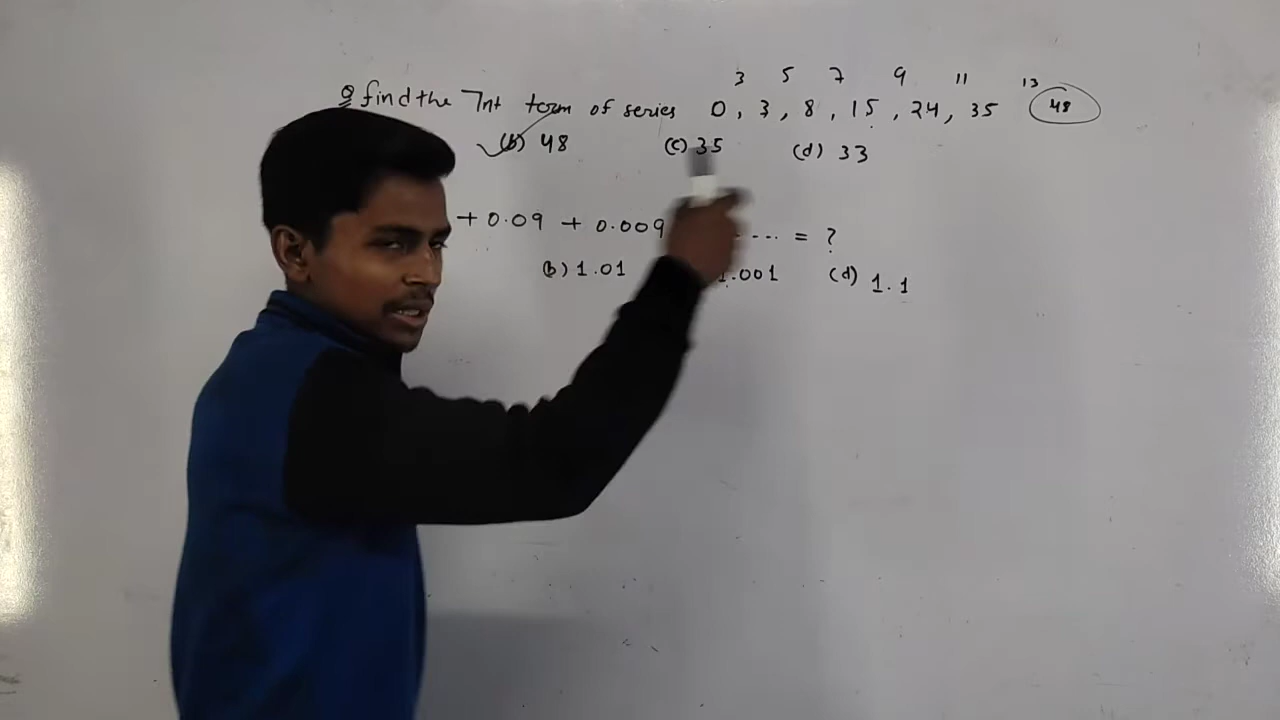 3 5 7 9 11 13
Q find the 7nt term of series 0, 3, 8, 15, 24, 35 48
(b) 48 (c) 35 (d) 33
+ 0.09 + 0.009 .... = ?
(b) 1.01 1.001 (d) 1.1